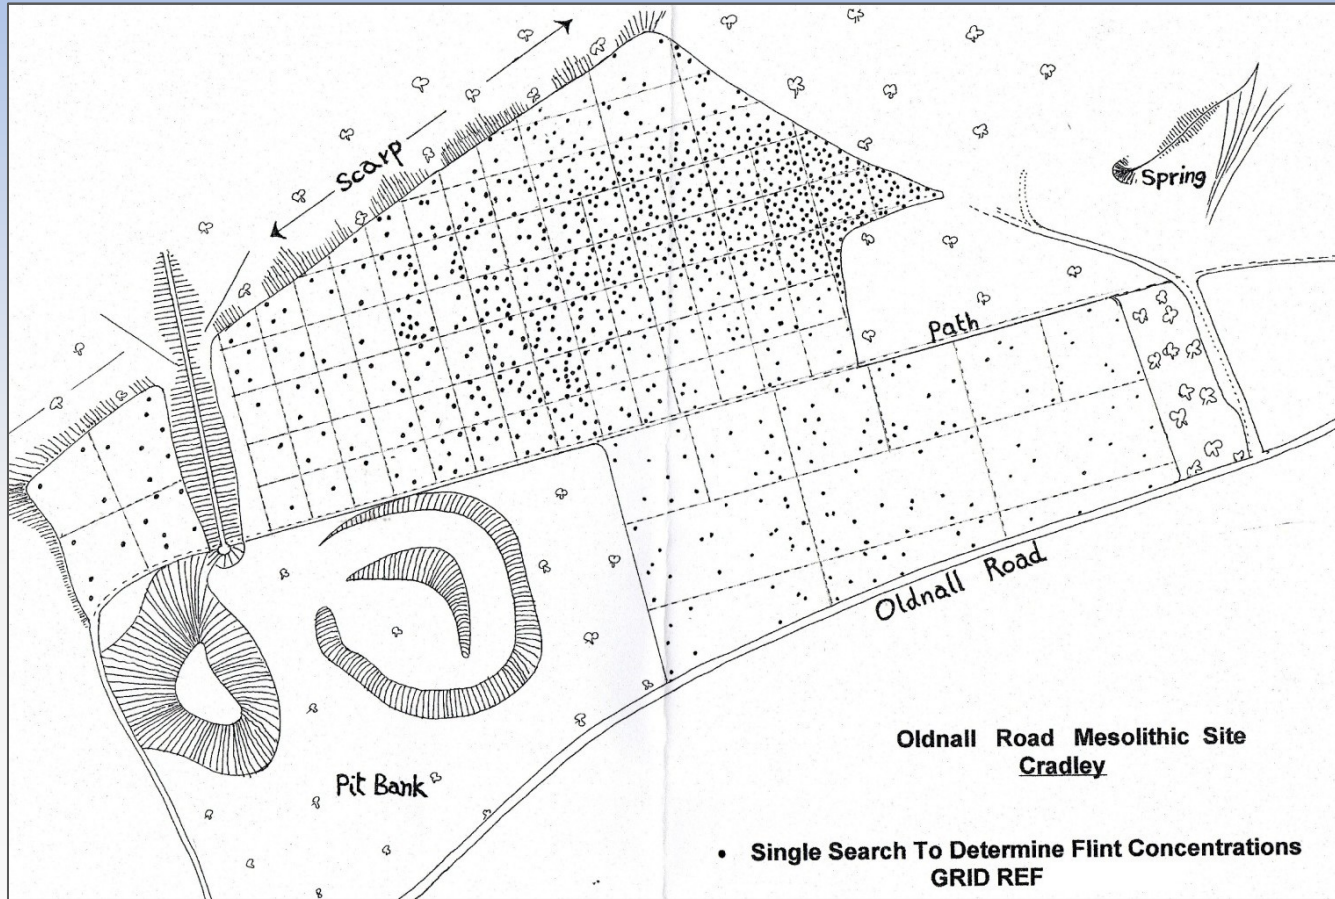 Scarp
Spring
Path
Oldnall Road
Pit Bank
Oldnall Road Mesolithic Site
Cradley
• Single Search To Determine Flint Concentrations
GRID REF